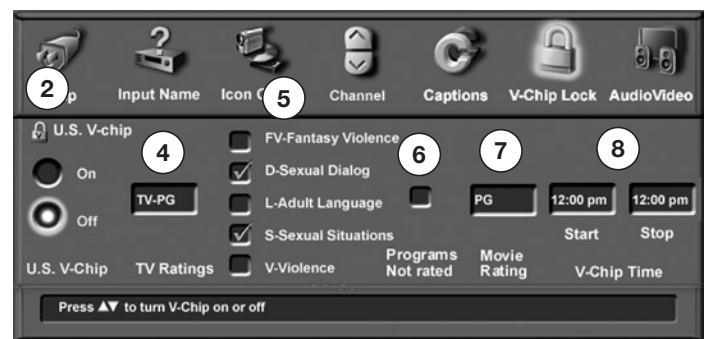 2
5
Input Name
Channel
Captions
V-Chip Lock
AudioVideo
U.S. V-chip
On
Off
U.S. V-Chip
4
TV-PG
TV Ratings
FV-Fantasy Violence
D-Sexual Dialog
L-Adult Language
S-Sexual Situations
V-Violence
6
Programs
Not rated
7
PG
Movie
Rating
8
12:00 pm
12:00 pm
Start
Stop
V-Chip Time
Press ▲▼ to turn V-Chip on or off